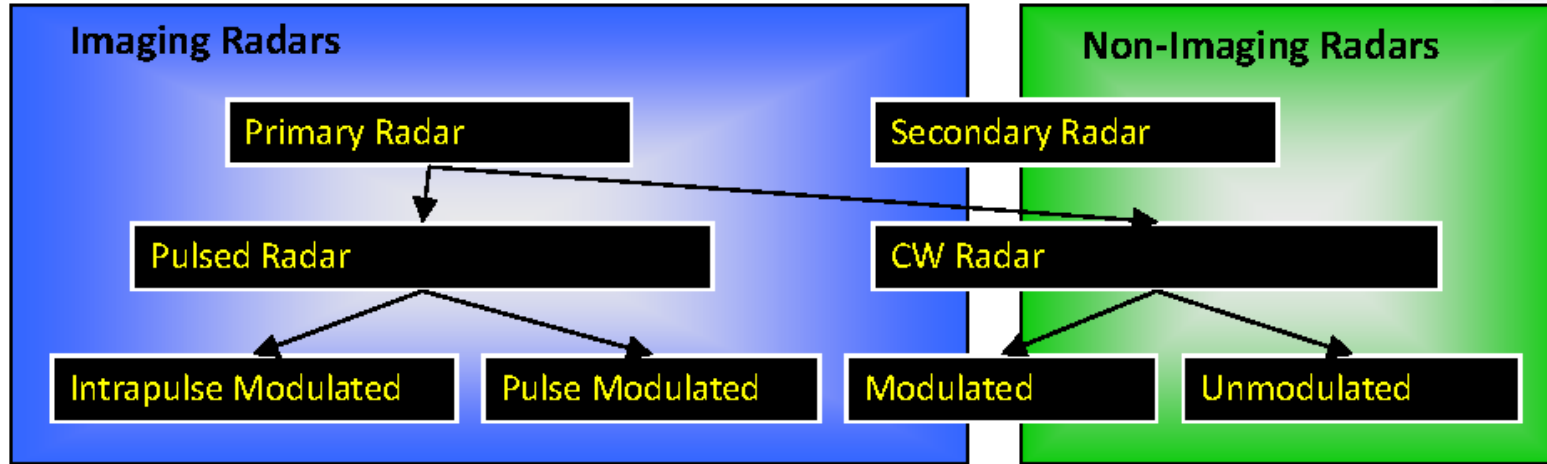 Imaging Radars
Non-Imaging Radars
Primary Radar
Secondary Radar
Pulsed Radar
CW Radar
Intrapulse Modulated
Pulse Modulated
Modulated
Unmodulated